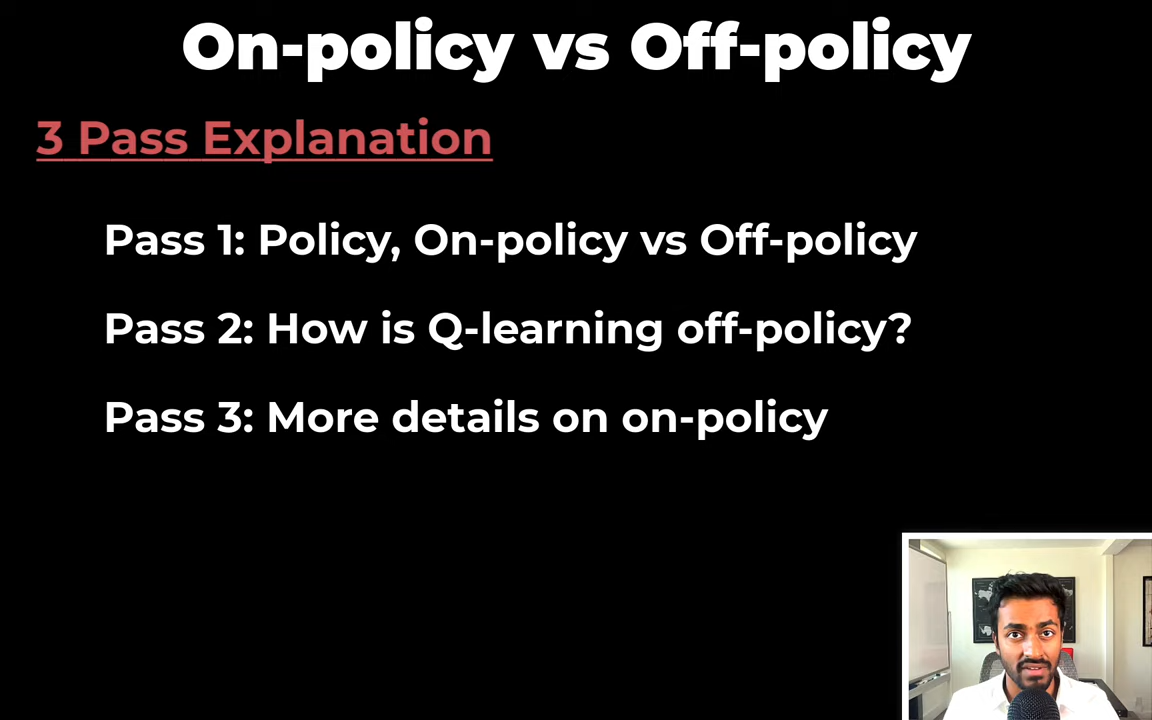 On-policy vs Off-policy
3 Pass Explanation
Pass 1: Policy, On-policy vs Off-policy
Pass 2: How is Q-learning off-policy?
Pass 3: More details on on-policy